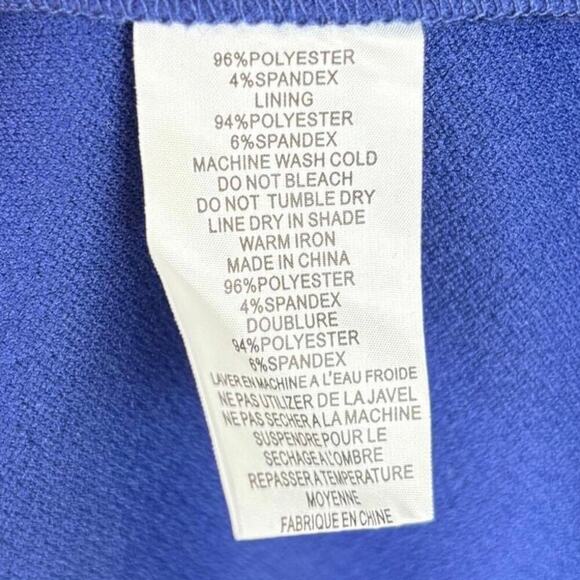 96%POLYESTER
4%SPANDEX
LINING
94%POLYESTER
6%SPANDEX
MACHINE WASH COLD
DO NOT BLEACH
DO NOT TUMBLE DRY
LINE DRY IN SHADE
WARM IRON
MADE IN CHINA
96%POLYESTER
4%SPANDEX
DOUBLURE
94%POLYESTER
6%SPANDEX
LAVER EN MACHINE A L'EAU FROIDE
NE PAS UTILIZER DE LA JAVEL
NE PAS SECHER A LA MACHINE
SUSPENDRE POUR LE
SECHAGE A L'OMBRE
REPASSER A TEMPERATURE
MOYENNE
FABRIQUE EN CHINE